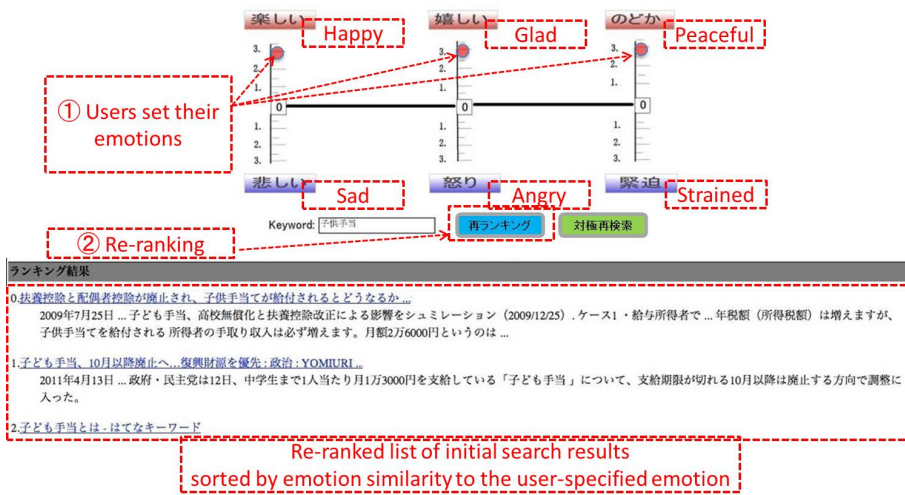 楽しい 嬉しい のどか
Happy Glad Peaceful
3. 3. 3.
2. 2. 2.
1. 1. 1.
① Users set their
emotions
0 0 0
1. 1. 1.
2. 2. 2.
3. 3. 3.
悲しい 怒り 緊迫
Sad Angry Strained
Keyword: 子供手当 再ランキング 対極再検索
② Re-ranking
ランキング結果
0.扶養控除と配偶者控除が廃止され、子供手当てが給付されるとどうなるか ...
2009年7月25日 ... 子ども手当、高校無償化と扶養控除改正による影響をシュミレーション（2009/12/25）. ケース1・給与所得者で ... 年税額（所得税額）は増えますが、
子供手当てを給付される 所得者の手取り収入は必ず増えます。月額2万6000円というのは ...
1.子ども手当、10月以降廃止へ…復興財源を優先 : 政治 : YOMIURI ...
2011年4月13日 ... 政府・民主党は12日、中学生まで1人当たり月1万3000円を支給している「子ども手当 」について、支給期限が切れる10月以降は廃止する方向で調整に
入った。
2.子ども手当とは - はてなキーワード
Re-ranked list of initial search results
sorted by emotion similarity to the user-specified emotion